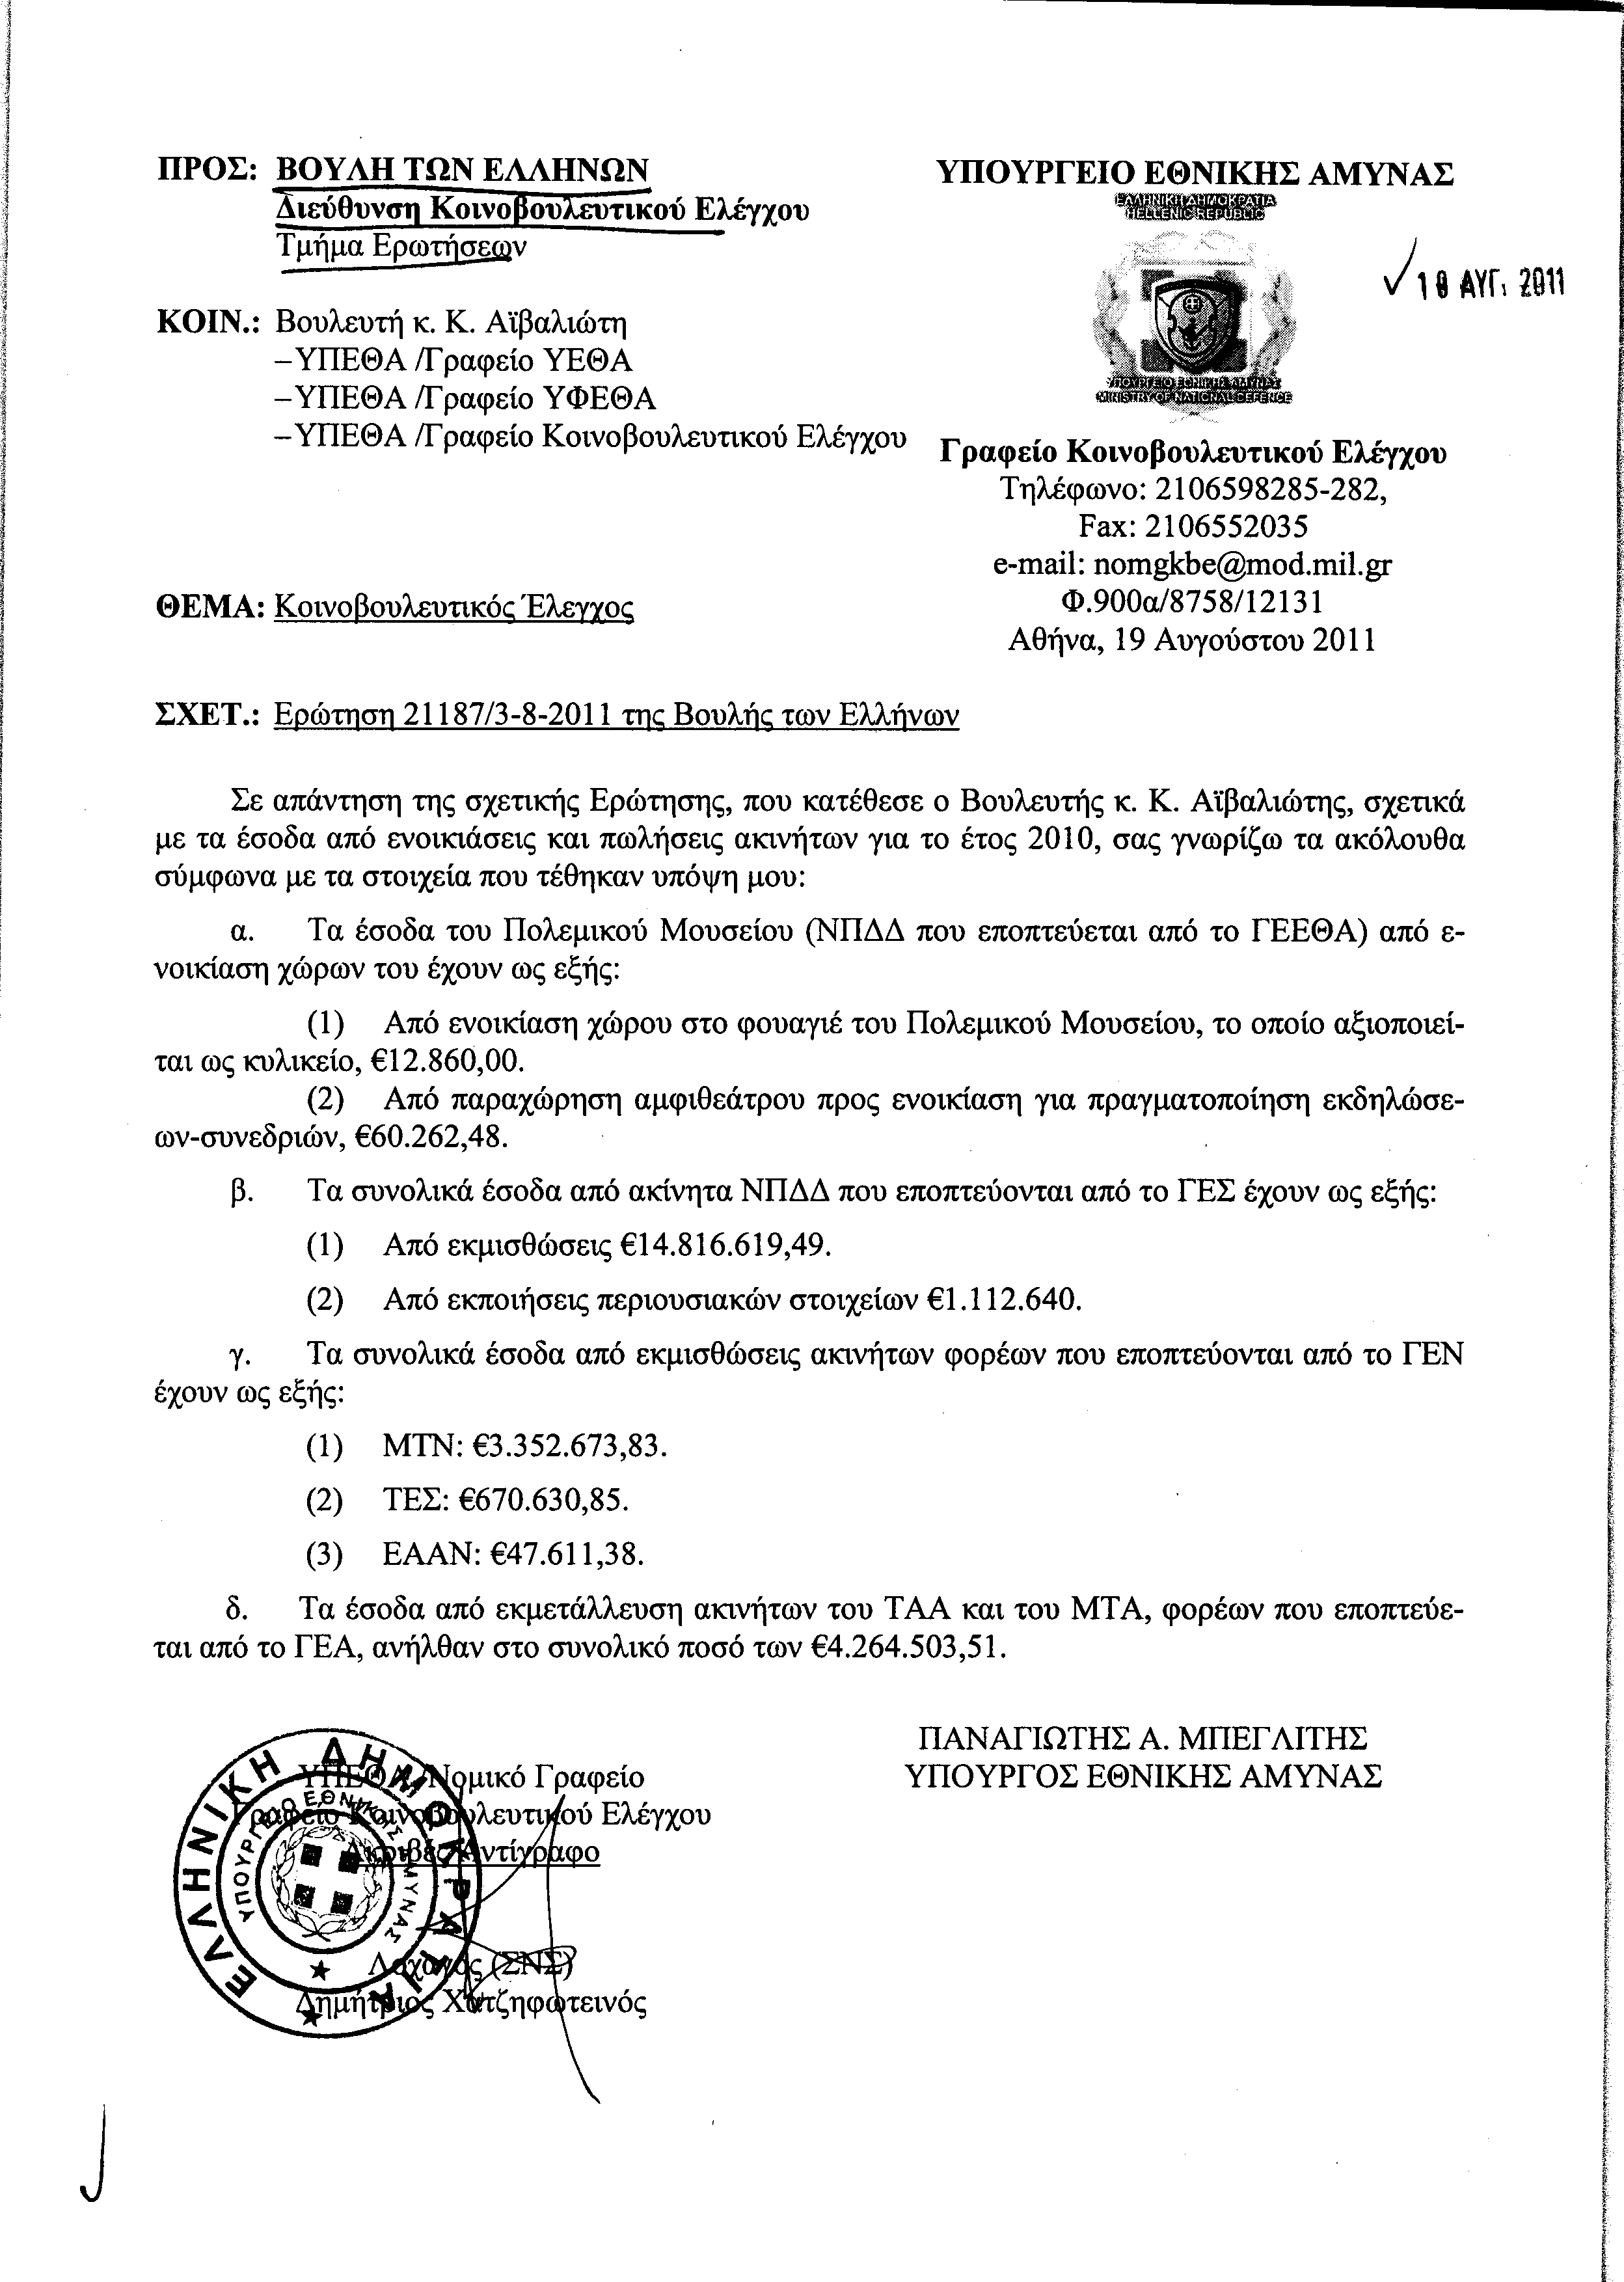 ΠΡΟΣ: ΒΟΥΛΗ ΤΩΝ ΕΛΛΗΝΩΝ
Διεύθυνση Κοινοβουλευτικού Ελέγχου
Τμήμα Ερωτήσεων
ΚΟΙΝ.: Βουλευτή κ. Κ. Αϊβαλιώτη
–ΥΠΕΘΑ /Γραφείο ΥΕΘΑ
–ΥΠΕΘΑ /Γραφείο ΥΦΕΘΑ
–ΥΠΕΘΑ /Γραφείο Κοινοβουλευτικού Ελέγχου
ΥΠΟΥΡΓΕΙΟ ΕΘΝΙΚΗΣ ΑΜΥΝΑΣ
ΕΛΛΗΝΙΚΗ ΔΗΜΟΚΡΑΤΙΑ
HELLENIC REPUBLIC
ΥΠΟΥΡΓΕΙΟ ΕΘΝΙΚΗΣ ΑΜΥΝΑΣ
MINISTRY OF NATIONAL DEFENCE
ΑΥΓ. 2011
Γραφείο Κοινοβουλευτικού Ελέγχου
Τηλέφωνο: 2106598285-282,
Fax: 2106552035
e-mail: nomgkbe@mod.mil.gr
Φ.900α/8758/12131
Αθήνα, 19 Αυγούστου 2011
ΘΕΜΑ: Κοινοβουλευτικός Έλεγχος
ΣΧΕΤ.: Ερώτηση 21187/3-8-2011 της Βουλής των Ελλήνων
Σε απάντηση της σχετικής Ερώτησης, που κατέθεσε ο Βουλευτής κ. Κ. Αϊβαλιώτης, σχετικά
με τα έσοδα από ενοικιάσεις και πωλήσεις ακινήτων για το έτος 2010, σας γνωρίζω τα ακόλουθα
σύμφωνα με τα στοιχεία που τέθηκαν υπόψη μου:
α. Τα έσοδα του Πολεμικού Μουσείου (ΝΠΔΔ που εποπτεύεται από το ΓΕΕΘΑ) από ε-
νοικίαση χώρων του έχουν ως εξής:
(1) Από ενοικίαση χώρου στο φουαγιέ του Πολεμικού Μουσείου, το οποίο αξιοποιεί-
ται ως κυλικείο, €12.860,00.
(2) Από παραχώρηση αμφιθεάτρου προς ενοικίαση για πραγματοποίηση εκδηλώσε-
ων-συνεδριών, €60.262,48.
β. Τα συνολικά έσοδα από ακίνητα ΝΠΔΔ που εποπτεύονται από το ΓΕΣ έχουν ως εξής:
(1) Από εκμισθώσεις €14.816.619,49.
(2) Από εκποιήσεις περιουσιακών στοιχείων €1.112.640.
γ. Τα συνολικά έσοδα από εκμισθώσεις ακινήτων φορέων που εποπτεύονται από το ΓΕΝ
έχουν ως εξής:
(1) ΜΤΝ: €3.352.673,83.
(2) ΤΕΣ: €670.630,85.
(3) ΕΑΑΝ: €47.611,38.
δ. Τα έσοδα από εκμετάλλευση ακινήτων του ΤΑΑ και του ΜΤΑ, φορέων που εποπτεύε-
ται από το ΓΕΑ, ανήλθαν στο συνολικό ποσό των €4.264.503,51.
ΠΑΝΑΓΙΩΤΗΣ Α. ΜΠΕΓΛΙΤΗΣ
ΥΠΟΥΡΓΟΣ ΕΘΝΙΚΗΣ ΑΜΥΝΑΣ
ΥΠΕΘΑ/Νομικό Γραφείο
Γραφείο Κοινοβουλευτικού Ελέγχου
Ακριβές Αντίγραφο
Λοχαγός (ΣΝΣ)
Δημήτριος Χατζηφωτεινός
ΕΛΛΗΝΙΚΗ ΔΗΜΟΚΡΑΤΙΑ
ΥΠΟΥΡΓΕΙΟ ΕΘΝΙΚΗΣ ΑΜΥΝΑΣ